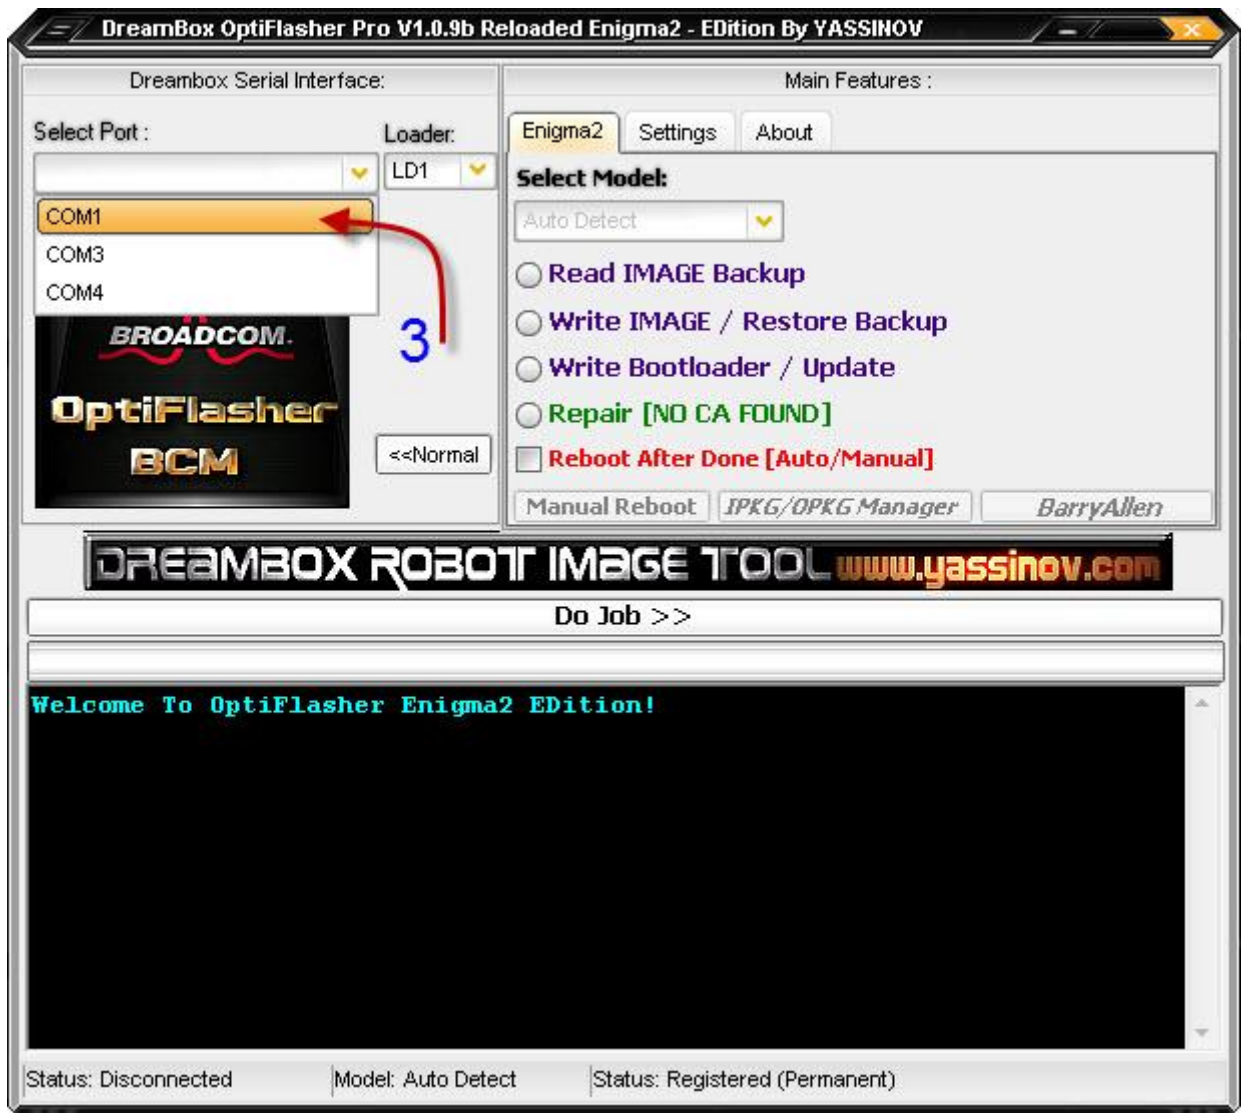 DreamBox OptiFlasher Pro V1.0.9b Reloaded Enigma2 - EDition By YASSINOV
Dreambox Serial Interface:
Select Port :
Loader:
LD1
COM1
COM3
COM4
3
BROADCOM.
OptiFlasher
BCM
<<Normal
Main Features :
Enigma2
Settings
About
Select Model:
Auto Detect
Read IMAGE Backup
Write IMAGE / Restore Backup
Write Bootloader / Update
Repair [NO CA FOUND]
Reboot After Done [Auto/Manual]
Manual Reboot
IPKG/OPKG Manager
BarryAllen
DREAMBOX ROBOT IMAGE TOOL www.yassinov.com
Do Job >>
Welcome To OptiFlasher Enigma2 EDition!
Status: Disconnected
Model: Auto Detect
Status: Registered (Permanent)